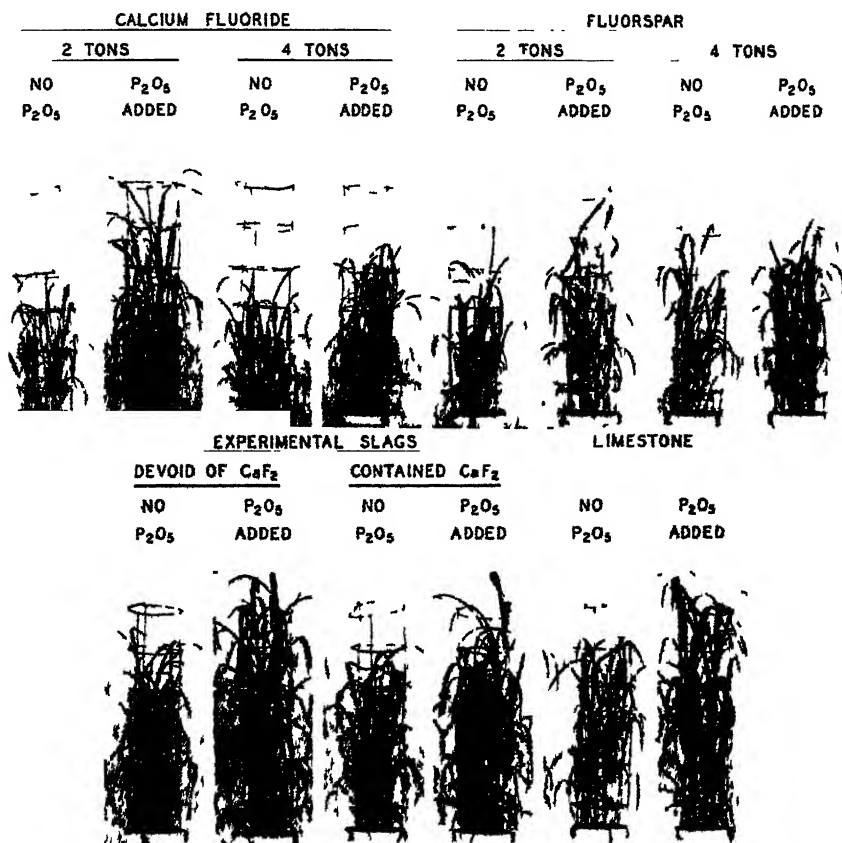 CALCIUM FLUORIDE FLUORSPAR
2 TONS 4 TONS 2 TONS 4 TONS
NO P₂O₅ NO P₂O₅ NO P₂O₅ NO P₂O₅
P₂O₅ ADDED P₂O₅ ADDED P₂O₅ ADDED P₂O₅ ADDED
EXPERIMENTAL SLAGS LIMESTONE
DEVOID OF CaF₂ CONTAINED CaF₂
NO P₂O₅ NO P₂O₅ NO P₂O₅
P₂O₅ ADDED P₂O₅ ADDED P₂O₅ ADDED